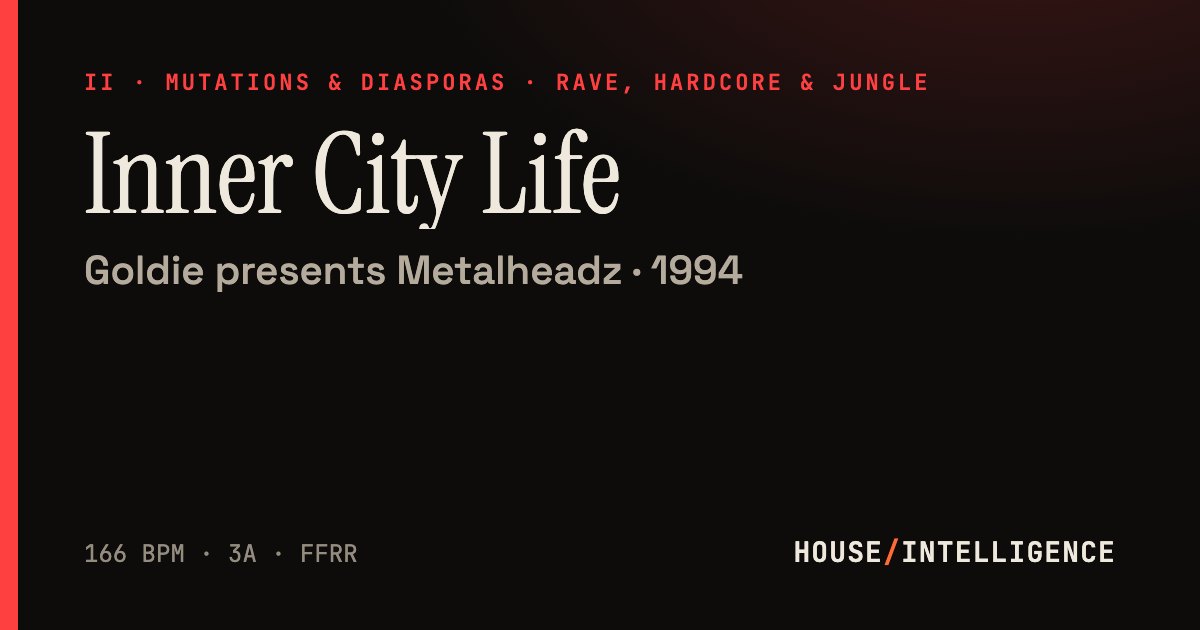 II · MUTATIONS & DIASPORAS · RAVE, HARDCORE & JUNGLE
Inner City Life
Goldie presents Metalheadz · 1994
166 BPM · 3A · FFRR
HOUSE/INTELLIGENCE